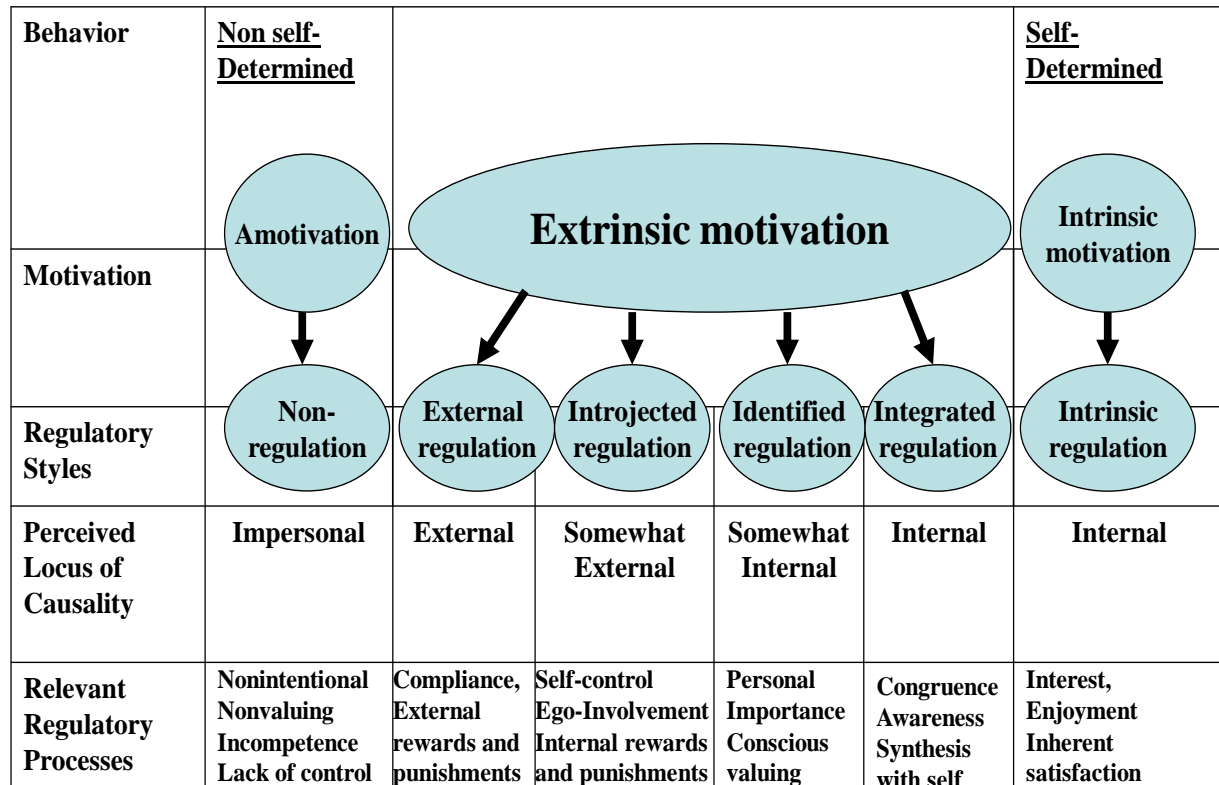 Behavior
Non self-
Determined
Self-
Determined
Amotivation
Extrinsic motivation
Intrinsic
motivation
Motivation
Non-
regulation
External
regulation
Introjected
regulation
Identified
regulation
Integrated
regulation
Intrinsic
regulation
Regulatory
Styles
Perceived
Locus of
Causality
Impersonal
External
Somewhat
External
Somewhat
Internal
Internal
Internal
Relevant
Regulatory
Processes
Nonintentional
Nonvaluing
Incompetence
Lack of control
Compliance,
External
rewards and
punishments
Self-control
Ego-Involvement
Internal rewards
and punishments
Personal
Importance
Conscious
valuing
Congruence
Awareness
Synthesis
with self
Interest,
Enjoyment
Inherent
satisfaction